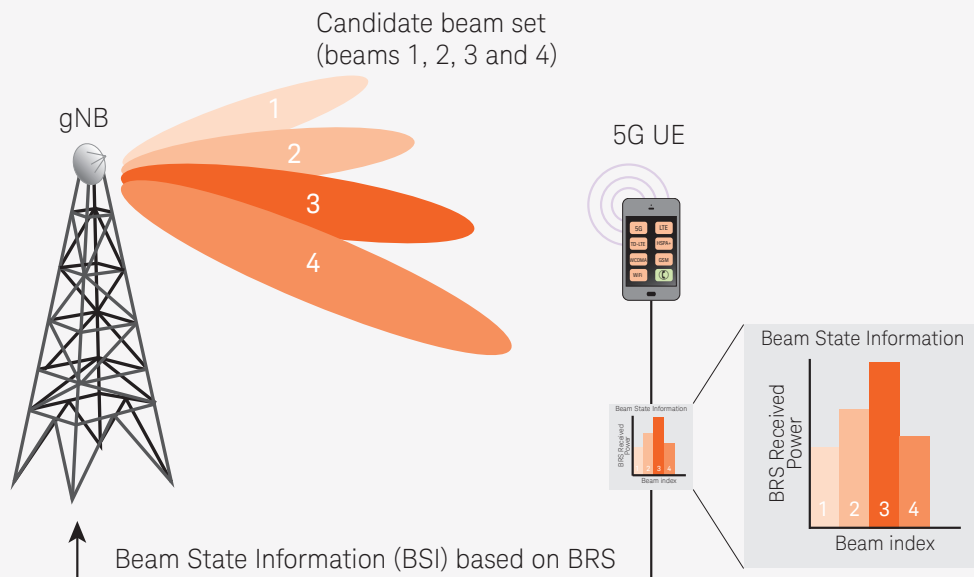 Candidate beam set
(beams 1, 2, 3 and 4)
gNB
1
2
3
4
5G UE
5G
LTE
TD-LTE
HSPA+
WCDMA
GSM
WiFi
Beam State Information
BRS Received
Power
1 2 3 4
Beam index
Beam State Information
BRS Received
Power
1 2 3 4
Beam index
Beam State Information (BSI) based on BRS